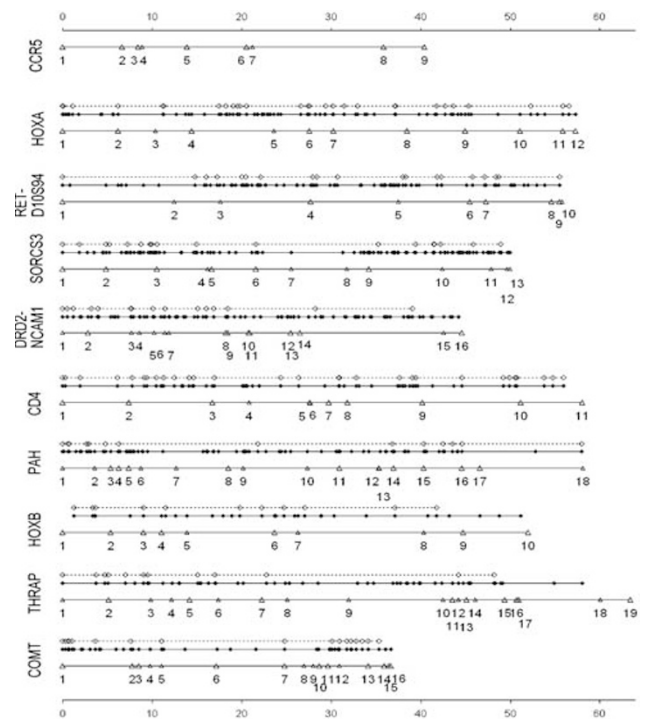 0 10 20 30 40 50 60
CCR5
1 2 3 4 5 6 7 8 9
HOXA
1 2 3 4 5 6 7 8 9 10 11 12
RET-
D10S94
1 2 3 4 5 6 7 8 10
9
SORCS3
1 2 3 4 5 6 7 8 9 10 11 13
12
DRD2-
NCAM1
1 2 3 4 8 10 12 14 15 16
5 6 7 9 11 13
CD4
1 2 3 4 5 6 7 8 9 10 11
PAH
1 2 3 4 5 6 7 8 9 10 11 12 14 15 16 17 18
13
HOXB
1 2 3 4 5 6 7 8 9 10
THRAP
1 2 3 4 5 6 7 8 9 10 12 14 15 16 18 19
11 13 17
COMT
1 2 3 4 5 6 7 8 9 11 12 13 14 16
10 15
0 10 20 30 40 50 60